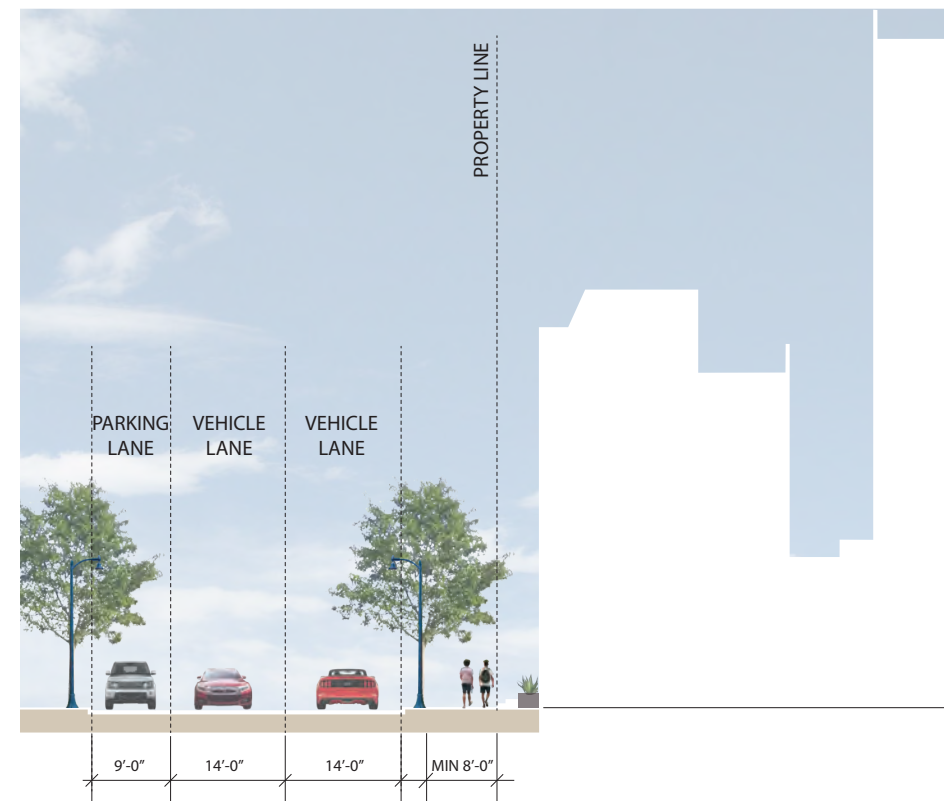 PROPERTY LINE
PARKING
LANE
VEHICLE
LANE
VEHICLE
LANE
9'-0"
14'-0"
14'-0"
MIN 8'-0"